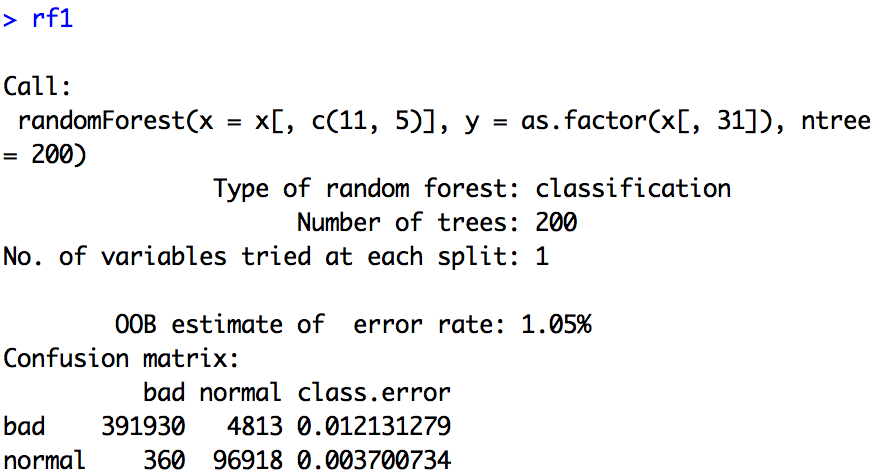 > rf1
Call:
randomForest(x = x[, c(11, 5)], y = as.factor(x[, 31]), ntree
= 200)
Type of random forest: classification
Number of trees: 200
No. of variables tried at each split: 1
OOB estimate of  error rate: 1.05%
Confusion matrix:
bad normal class.error
bad    391930   4813 0.012131279
normal    360  96918 0.003700734